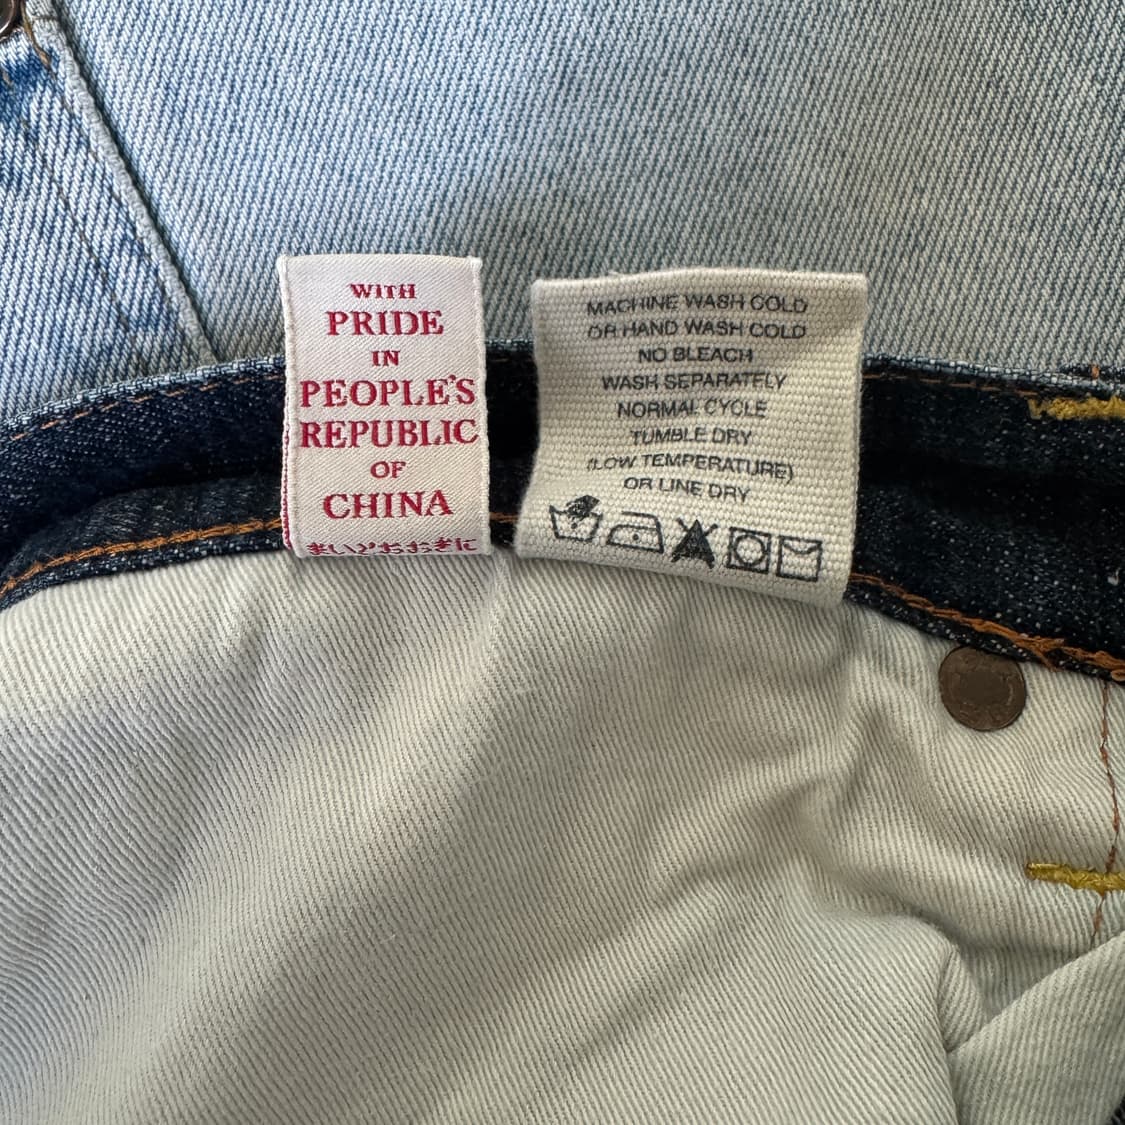 WITH
PRIDE
IN
PEOPLE'S
REPUBLIC
OF
CHINA
まいどおおきに
MACHINE WASH COLD
OR HAND WASH COLD
NO BLEACH
WASH SEPARATELY
NORMAL CYCLE
TUMBLE DRY
(LOW TEMPERATURE)
OR LINE DRY